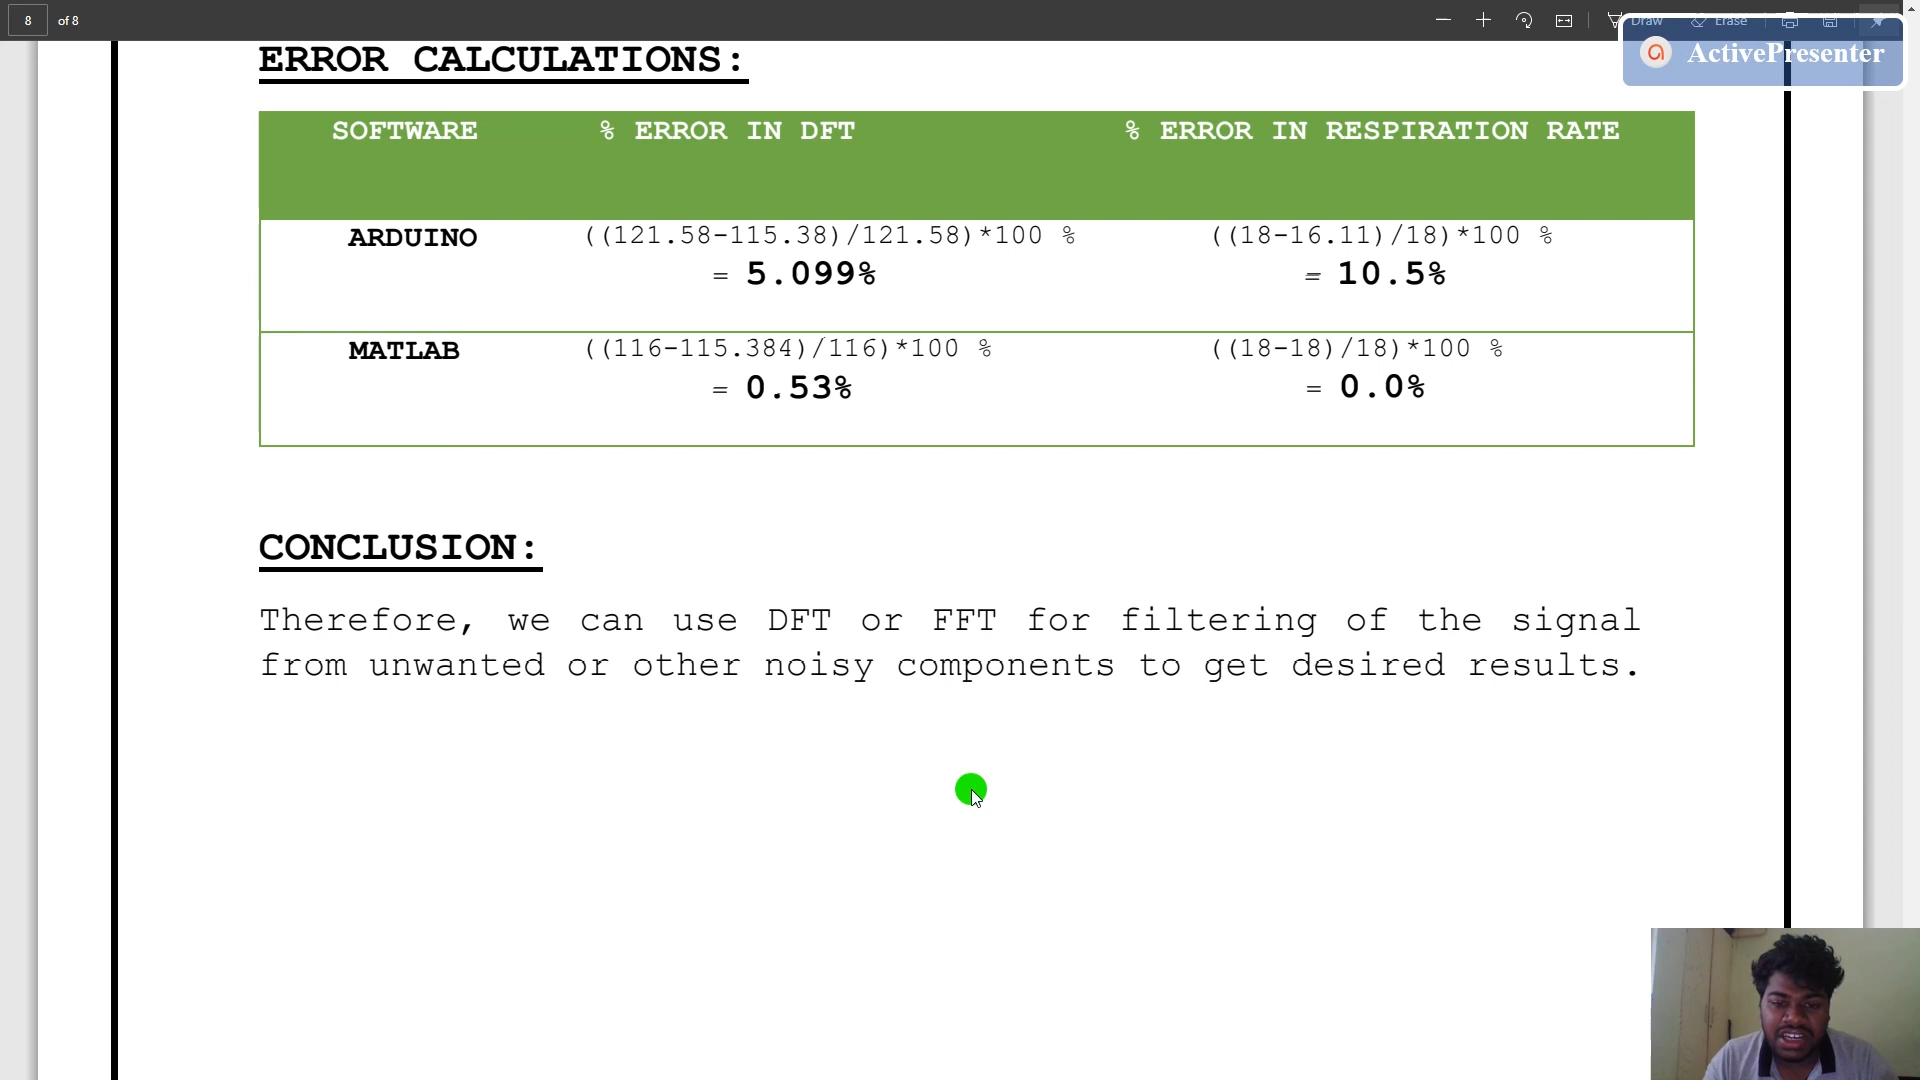 8 of 8 Draw Erase
ActivePresenter
ERROR CALCULATIONS:
SOFTWARE % ERROR IN DFT % ERROR IN RESPIRATION RATE
ARDUINO ((121.58-115.38)/121.58)*100 % ((18-16.11)/18)*100 %
= 5.099% = 10.5%
MATLAB ((116-115.384)/116)*100 % ((18-18)/18)*100 %
= 0.53% = 0.0%
CONCLUSION:
Therefore, we can use DFT or FFT for filtering of the signal
from unwanted or other noisy components to get desired results.